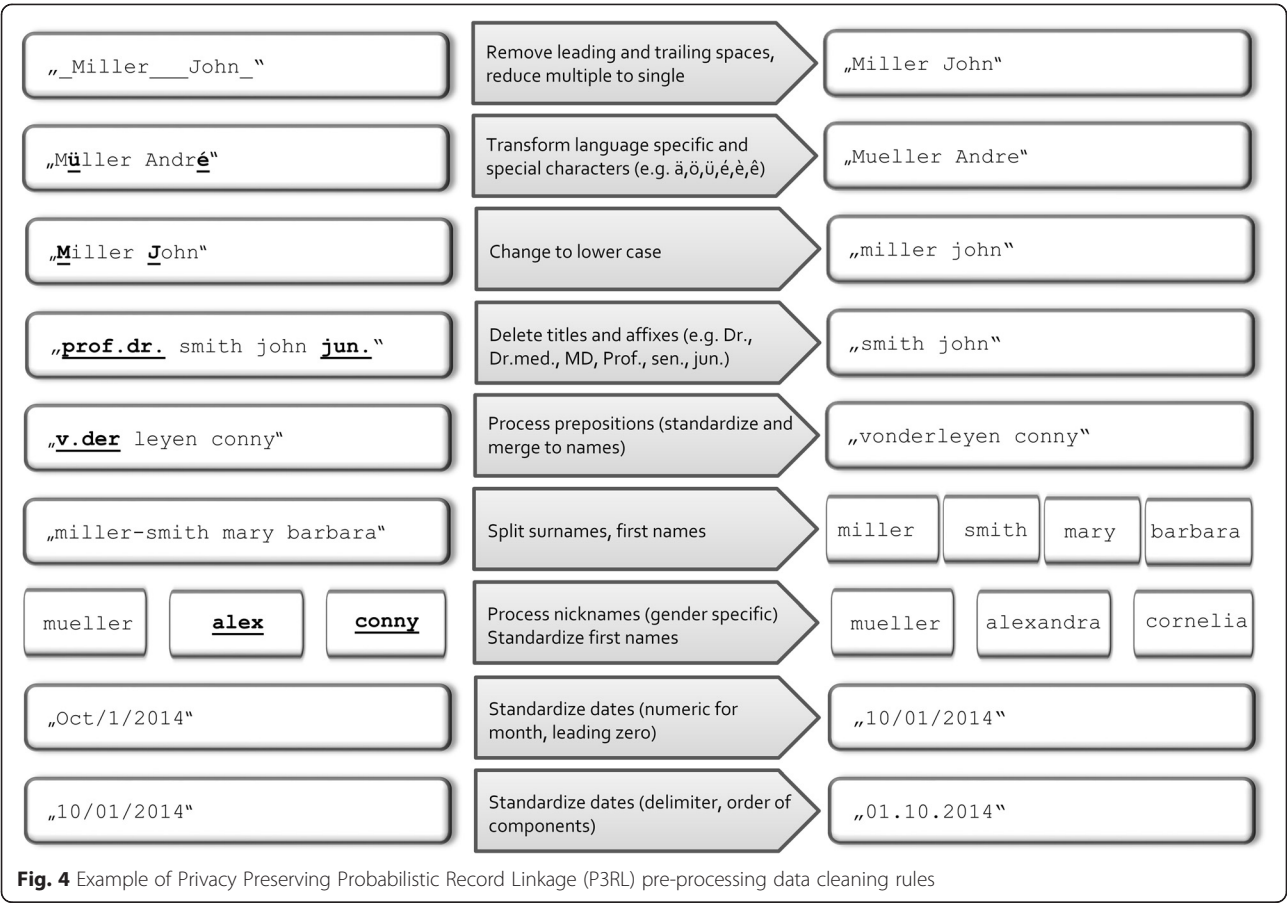 „_Miller___John_“
Remove leading and trailing spaces,
reduce multiple to single
„Miller John“
„Müller André“
Transform language specific and
special characters (e.g. ä,ö,ü,é,è,ê)
„Mueller Andre“
„Miller John“
Change to lower case
„miller john“
„prof.dr. smith john jun.“
Delete titles and affixes (e.g. Dr.,
Dr.med., MD, Prof., sen., jun.)
„smith john“
„v.der leyen conny“
Process prepositions (standardize and
merge to names)
„vonderleyen conny“
„miller-smith mary barbara“
Split surnames, first names
miller smith mary barbara
mueller alex conny
Process nicknames (gender specific)
Standardize first names
mueller alexandra cornelia
„Oct/1/2014“
Standardize dates (numeric for
month, leading zero)
„10/01/2014“
„10/01/2014“
Standardize dates (delimiter, order of
components)
„01.10.2014“
Fig. 4 Example of Privacy Preserving Probabilistic Record Linkage (P3RL) pre-processing data cleaning rules